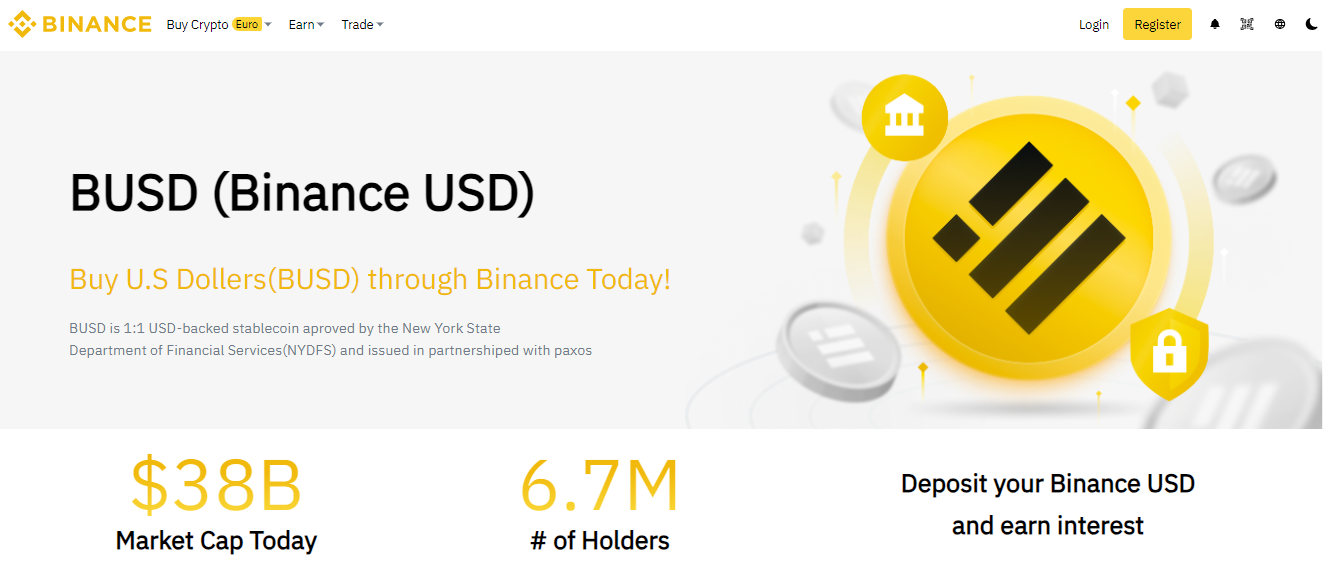 BINANCE Buy Crypto Euro Earn Trade Login Register
BUSD (Binance USD)
Buy U.S Dollers(BUSD) through Binance Today!
BUSD is 1:1 USD-backed stablecoin aproved by the New York State
Department of Financial Services(NYDFS) and issued in partnershiped with paxos
$38B
Market Cap Today
6.7M
# of Holders
Deposit your Binance USD
and earn interest